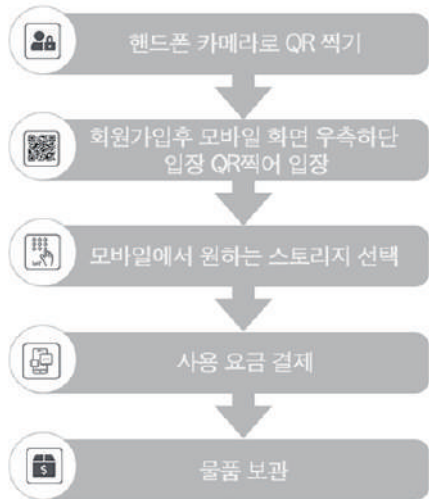 핸드폰 카메라로 QR 찍기
회원가입후 모바일 화면 우측하단
입장 QR찍어 입장
모바일에서 원하는 스토리지 선택
사용 요금 결제
물품 보관